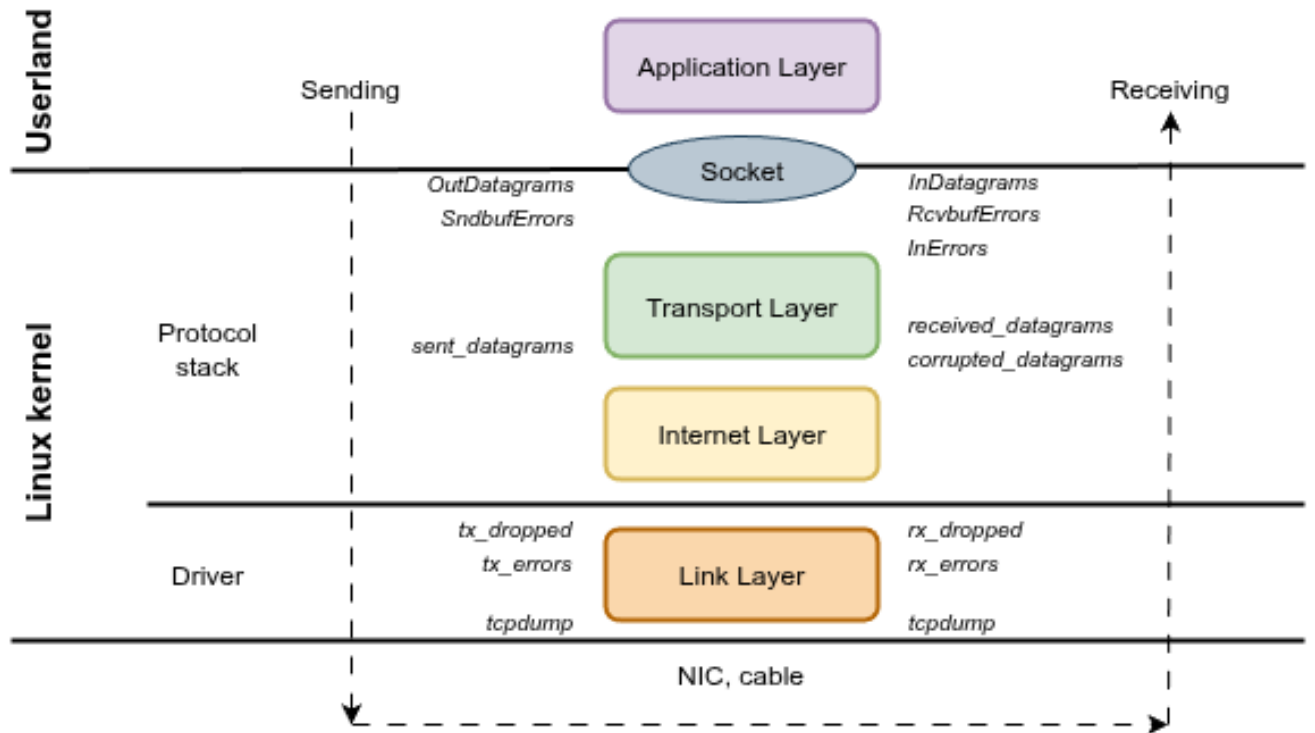 Userland
Application Layer
Sending
Receiving
Socket
OutDatagrams
SndbufErrors
InDatagrams
RcvbufErrors
InErrors
Linux kernel
Protocol
stack
Transport Layer
sent_datagrams
received_datagrams
corrupted_datagrams
Internet Layer
Driver
tx_dropped
tx_errors
tcpdump
Link Layer
rx_dropped
rx_errors
tcpdump
NIC, cable